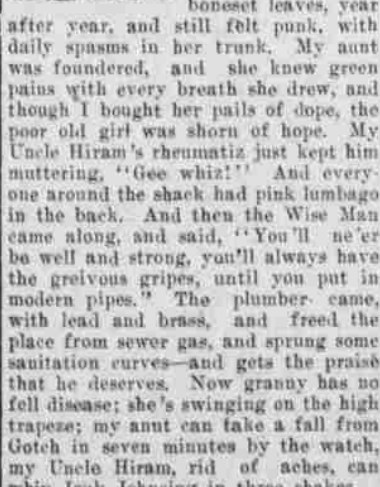 boneset leaves, year
after year, and still felt punk, with
daily spasms in her trunk. My aunt
was foundered, and she knew green
pains with every breath she drew, and
though I bought her pails of dope, the
poor old girl was shorn of hope. My
Uncle Hiram's rheumatiz just kept him
muttering, "Gee whiz!" And every-
one around the shack had pink lumbago
in the back. And then the Wise Man
came along, and said, "You'll ne'er
be well and strong, you'll always have
the greivous gripes, until you put in
modern pipes." The plumber came,
with lead and brass, and freed the
place from sewer gas, and sprung some
sanitation curves—and gets the praise
that he deserves. Now granny has no
fell disease; she's swinging on the high
trapeze; my anut can take a fall from
Gotch in seven minutes by the watch,
my Uncle Hiram, rid of aches, can
whip Jack Johnsing in three shakes